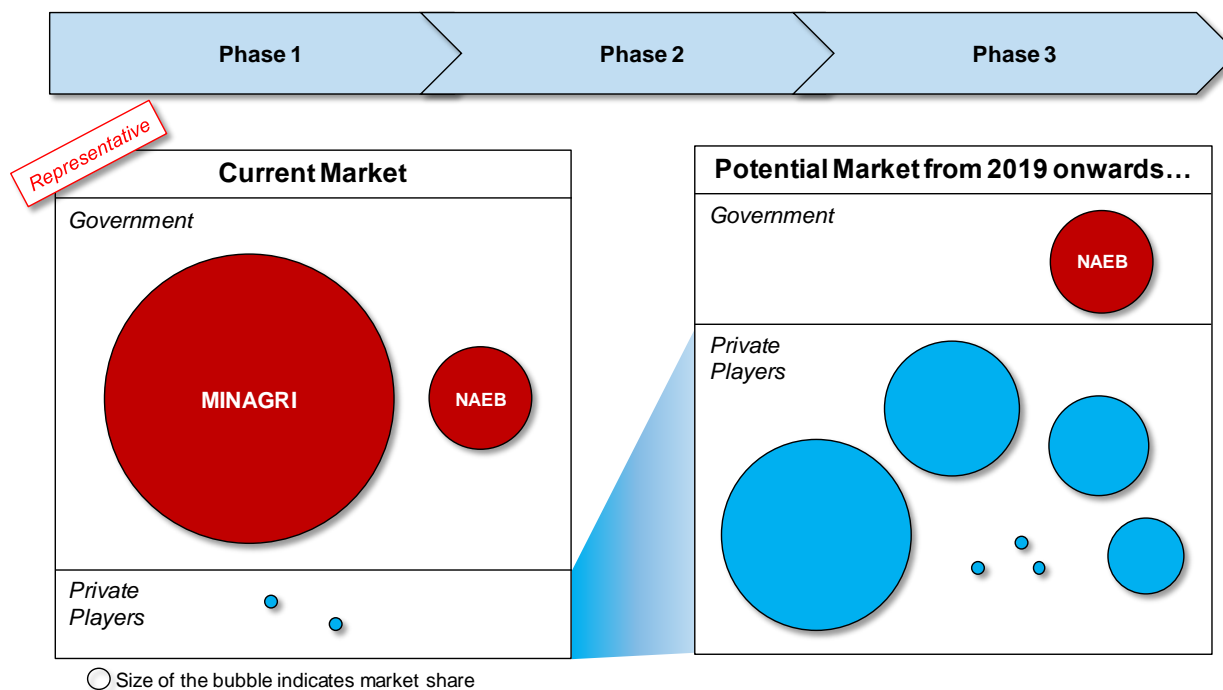 Phase 1
Phase 2
Phase 3
Representative
Current Market
Government
MINAGRI
NAEB
Private
Players
Size of the bubble indicates market share
Potential Market from 2019 onwards…
Government
NAEB
Private
Players